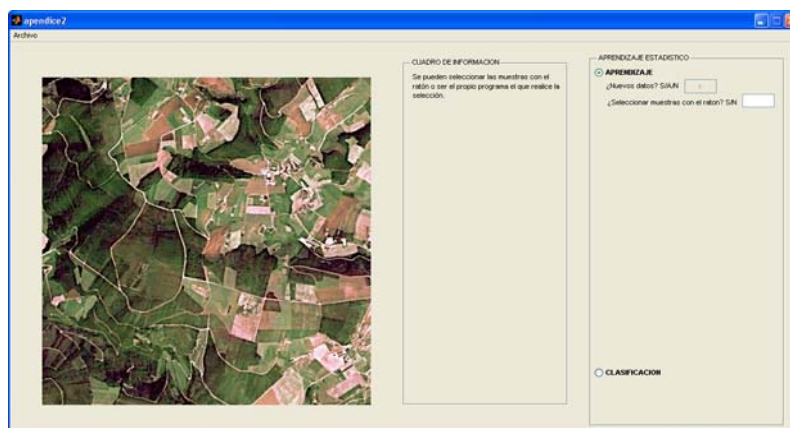 apendice2
Archivo
CUADRO DE INFORMACION
Se pueden seleccionar las muestras con el
ratón o ser el propio programa el que realice la
selección.
APRENDIZAJE ESTADISTICO
APRENDIZAJE
¿Nuevos datos? S/A/N
¿Seleccionar muestras con el raton? S/N
CLASIFICACION